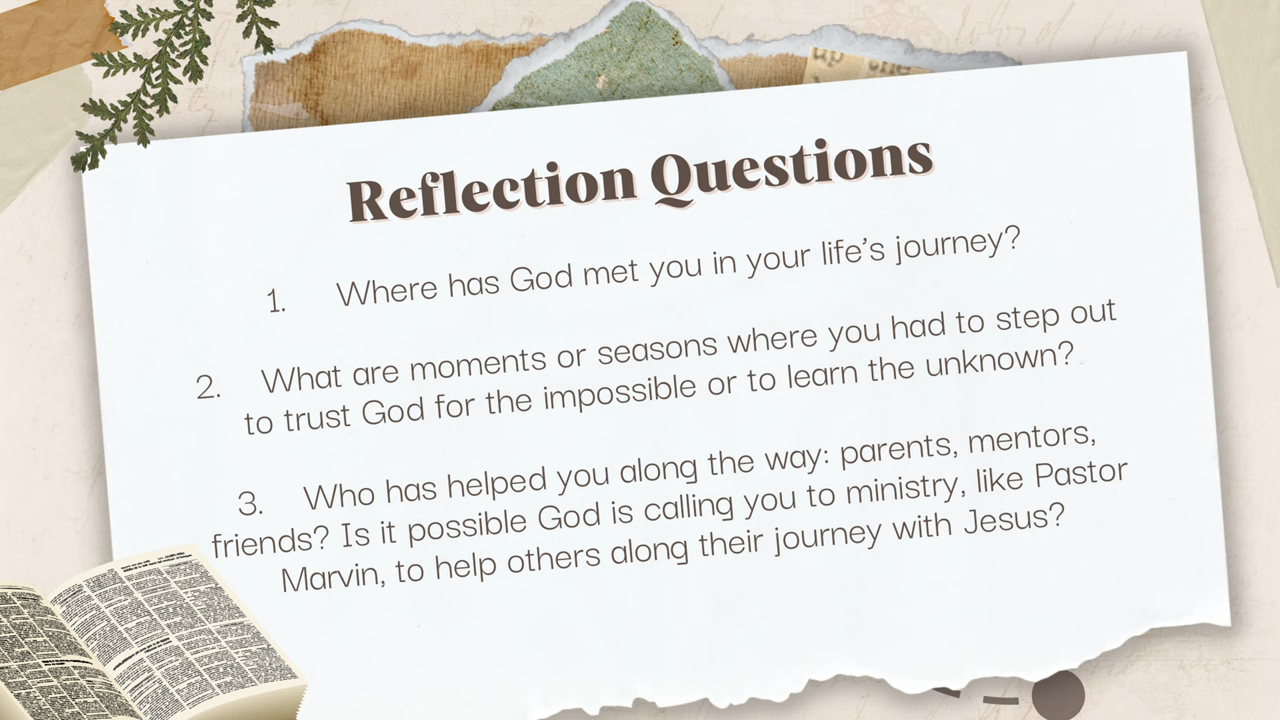 up she
Reflection Questions
1. Where has God met you in your life's journey?
2. What are moments or seasons where you had to step out
to trust God for the impossible or to learn the unknown?
3. Who has helped you along the way: parents, mentors,
friends? Is it possible God is calling you to ministry, like Pastor
Marvin, to help others along their journey with Jesus?